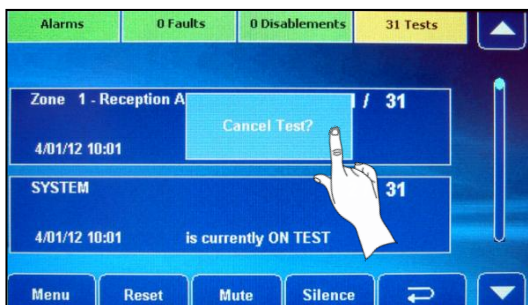 Alarms 0 Faults 0 Disablements 31 Tests
Zone 1 - Reception A
/ 31
Cancel Test?
4/01/12 10:01
SYSTEM
31
4/01/12 10:01 is currently ON TEST
Menu Reset Mute Silence